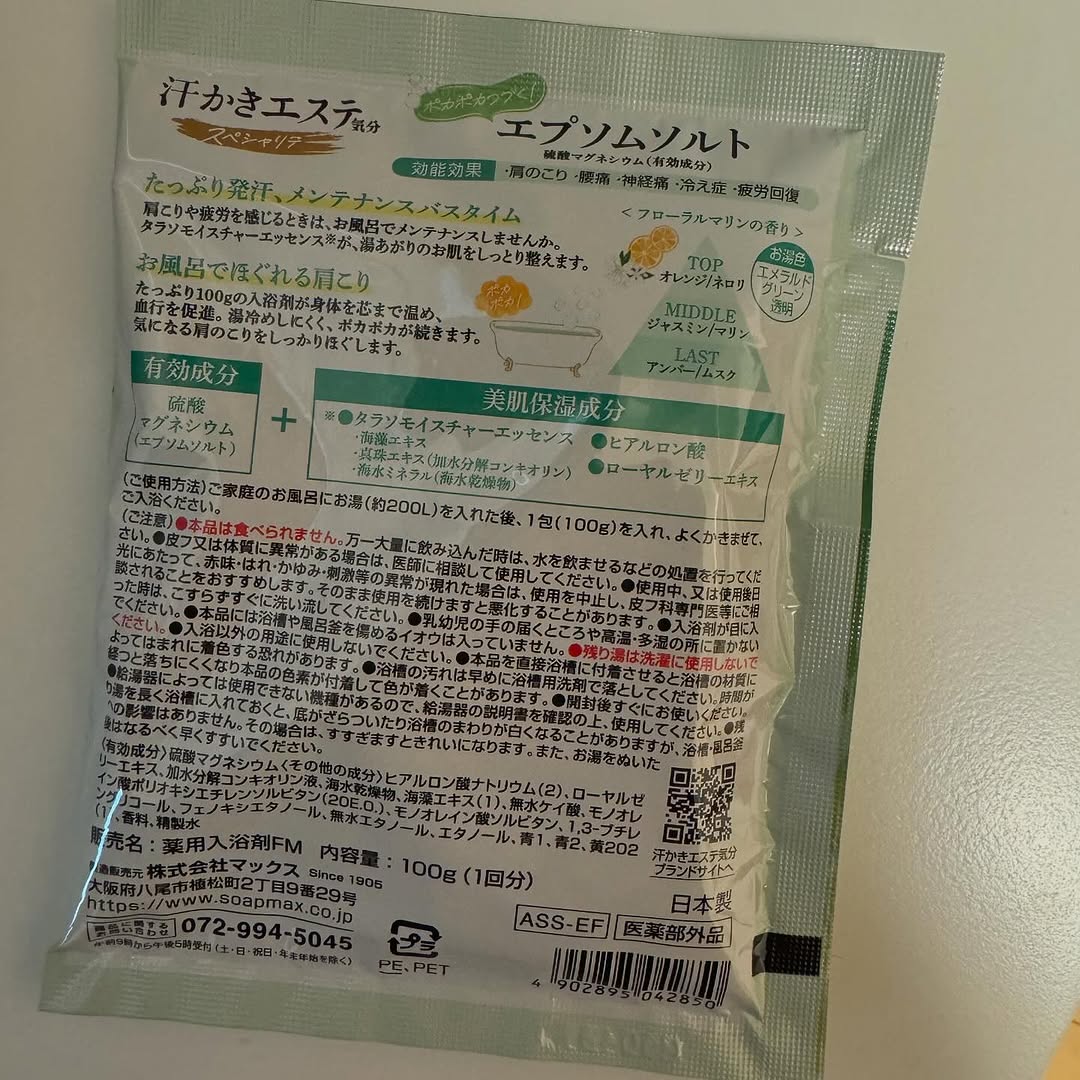 汗かきエステ気分
スペシャリテ
ポカポカつづく!
エプソムソルト
硫酸マグネシウム(有効成分)
効能効果 ・肩のこり ・腰痛 ・神経痛 ・冷え症 ・疲労回復
たっぷり発汗、メンテナンスバスタイム
肩こりや疲労を感じるときは、お風呂でメンテナンスしませんか。
タラソモイスチャーエッセンス※が、湯あがりのお肌をしっとり整えます。
お風呂でほぐれる肩こり
たっぷり100gの入浴剤が身体を芯まで温め、
血行を促進。湯冷めしにくく、ポカポカが続きます。
気になる肩のこりをしっかりほぐします。
ポカポカ!
<フローラルマリンの香り>
TOP
オレンジ/ネロリ
MIDDLE
ジャスミン/マリン
LAST
アンバー/ムスク
お湯色
エメラルド
グリーン
透明
有効成分
硫酸
マグネシウム
(エプソムソルト)
+
美肌保湿成分
※●タラソモイスチャーエッセンス
・海藻エキス
・真珠エキス(加水分解コンキオリン)
・海水ミネラル(海水乾燥物)
●ヒアルロン酸
●ローヤルゼリーエキス
(ご使用方法)ご家庭のお風呂にお湯(約200L)を入れた後、1包(100g)を入れ、よくかきまぜて、
ご入浴ください。
(ご注意)●本品は食べられません。万一大量に飲み込んだ時は、水を飲ませるなどの処置を行ってくだ
さい。●皮フ又は体質に異常がある場合は、医師に相談して使用してください。●使用中、又は使用後日
光にあたって、赤味・はれ・かゆみ・刺激等の異常が現れた場合は、使用を中止し、皮フ科専門医等にご相
談されることをおすすめします。そのまま使用を続けますと悪化することがあります。●入浴剤が目に入
った時は、こすらずすぐに洗い流してください。●乳幼児の手の届くところや高温・多湿の所に置かない
でください。●本品には浴槽や風呂釜を傷めるイオウは入っていません。●残り湯は洗濯に使用しないで
ください。●入浴以外の用途に使用しないでください。●本品を直接浴槽に付着させると浴槽の材質に
よってはまれに着色する恐れがあります。●浴槽の汚れは早めに浴槽用洗剤で落としてください。時間が
経つと落ちにくくなり本品の色素が付着して色が着くことがあります。●開封後すぐにお使いください。
●給湯器によっては使用できない機種があるので、給湯器の説明書を確認の上、使用してください。●残
り湯を長く浴槽に入れておくと、底がざらついたり浴槽のまわりが白くなることがありますが、浴槽・風呂釜
への影響はありません。その場合は、すすぎますときれいになります。また、お湯をぬいた
後はなるべく早くすすいでください。
(有効成分)硫酸マグネシウム〈その他の成分〉ヒアルロン酸ナトリウム(2)、ローヤルゼ
リーエキス、加水分解コンキオリン液、海水乾燥物、海藻エキス(1)、無水ケイ酸、モノオレ
イン酸ポリオキシエチレンソルビタン(20E.O.)、モノオレイン酸ソルビタン、1,3-ブチレ
ングリコール、フェノキシエタノール、無水エタノール、エタノール、青1、青2、黄202
(1)、香料、精製水
販売名:薬用入浴剤FM 内容量:100g(1回分)
製造販売元 株式会社マックス Since 1905
大阪府八尾市植松町2丁目9番29号
https://www.soapmax.co.jp
商品に関するお問い合わせ 072-994-5045
午前9時から午後5時受付(土・日・祝日・年末年始を除く)
プラ
PE、PET
汗かきエステ気分
ブランドサイトへ
日本製
ASS-EF 医薬部外品
4 902895 042850